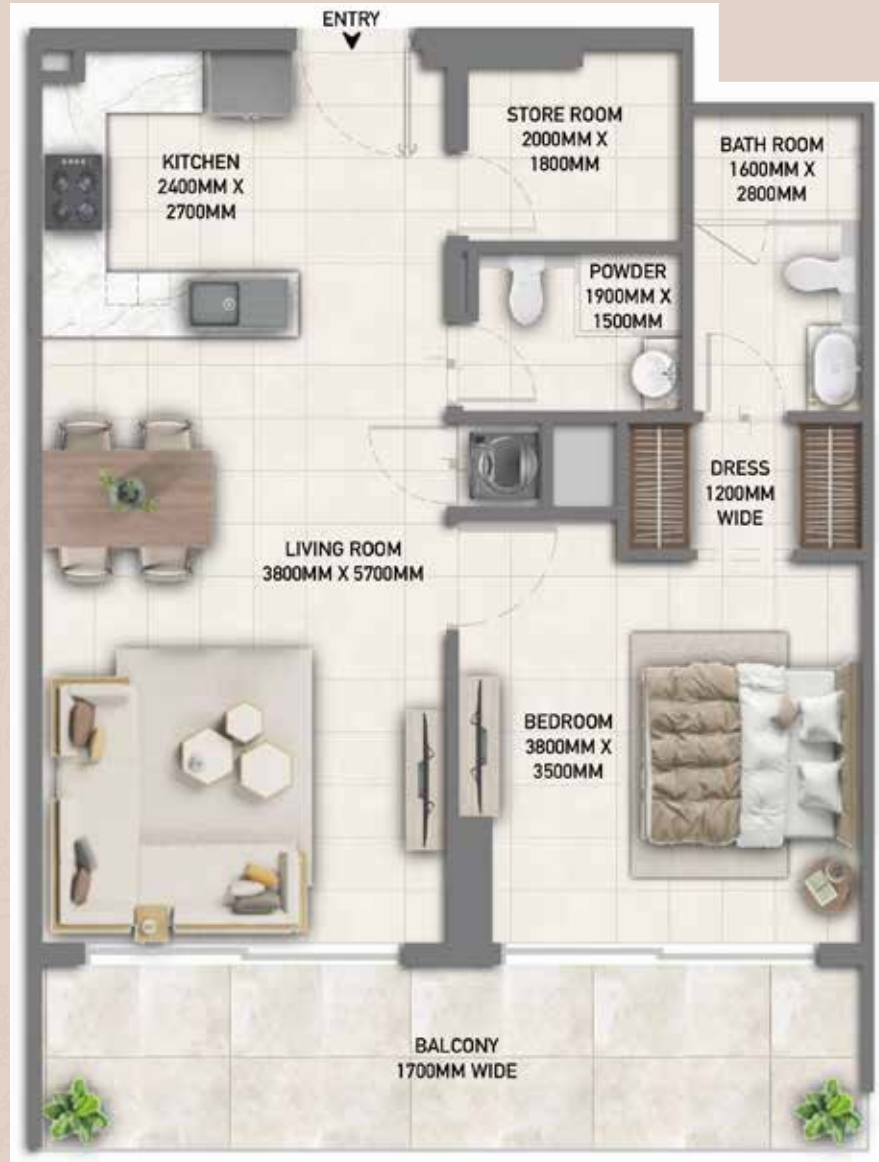 ENTRY
STORE ROOM
2000MM X
1800MM
KITCHEN
2400MM X
2700MM
BATH ROOM
1600MM X
2800MM
POWDER
1900MM X
1500MM
DRESS
1200MM
WIDE
LIVING ROOM
3800MM X 5700MM
BEDROOM
3800MM X
3500MM
BALCONY
1700MM WIDE